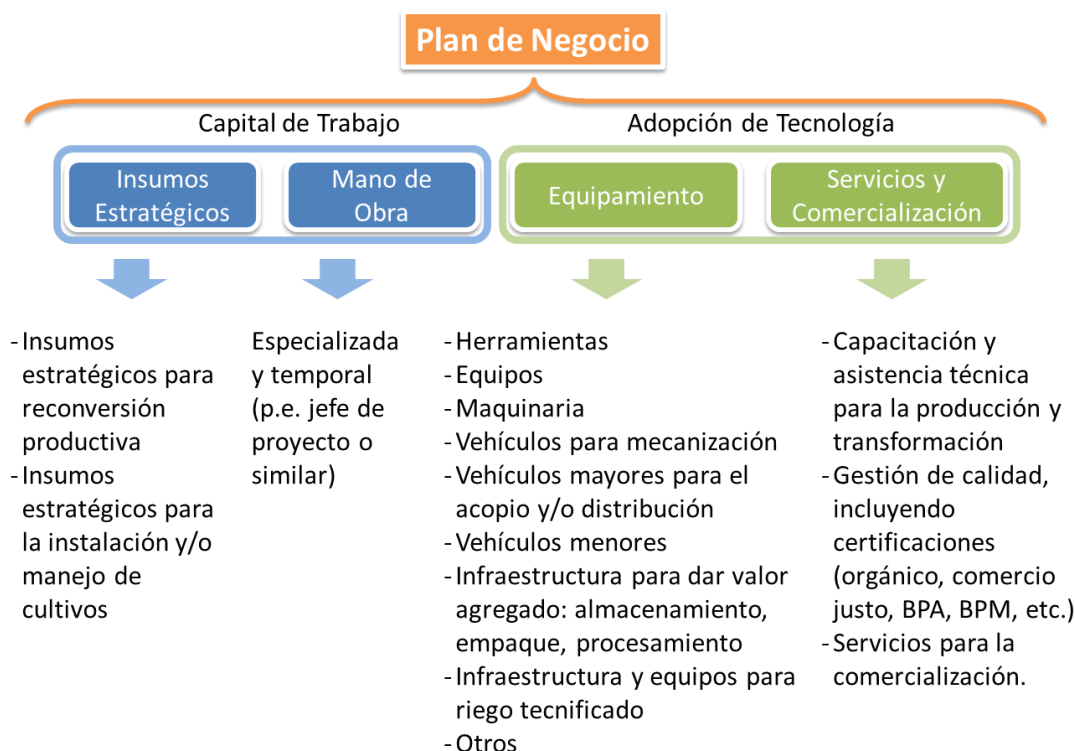 Plan de Negocio
Capital de Trabajo
Adopción de Tecnología
Insumos
Estratégicos
Mano de
Obra
Equipamiento
Servicios y
Comercialización
-Insumos
estratégicos para
reconversión
productiva
-Insumos
estratégicos para
la instalación y/o
manejo de
cultivos
Especializada
y temporal
(p.e. jefe de
proyecto o
similar)
-Herramientas
-Equipos
-Maquinaria
-Vehículos para mecanización
-Vehículos mayores para el
acopio y/o distribución
-Vehículos menores
-Infraestructura para dar valor
agregado: almacenamiento,
empaque, procesamiento
-Infraestructura y equipos para
riego tecnificado
-Otros
-Capacitación y
asistencia técnica
para la producción y
transformación
-Gestión de calidad,
incluyendo
certificaciones
(orgánico, comercio
justo, BPA, BPM, etc.)
-Servicios para la
comercialización.